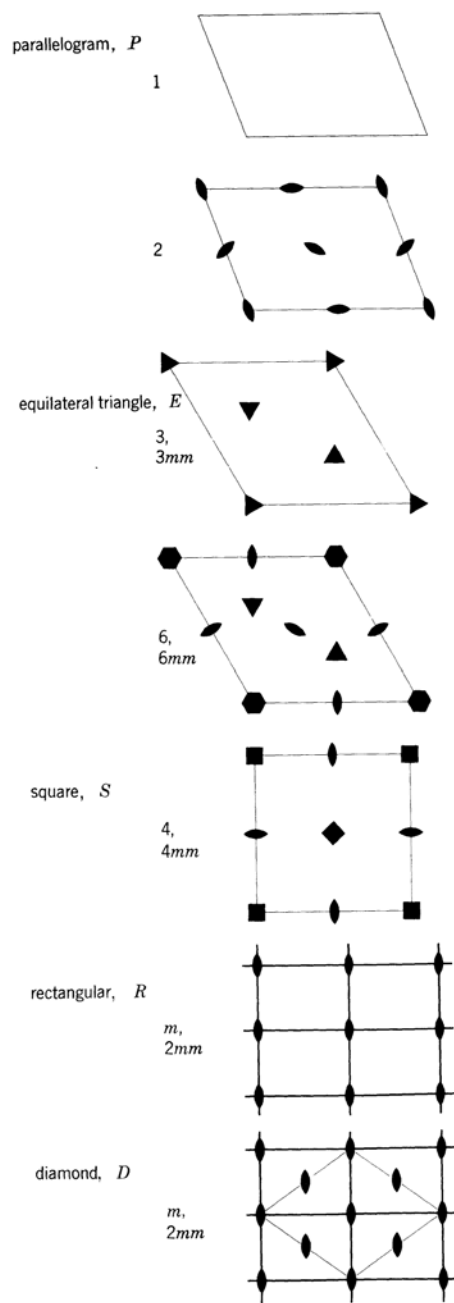 parallelogram, P
1
2
equilateral triangle, E
3,
3mm
6,
6mm
square, S
4,
4mm
rectangular, R
m,
2mm
diamond, D
m,
2mm